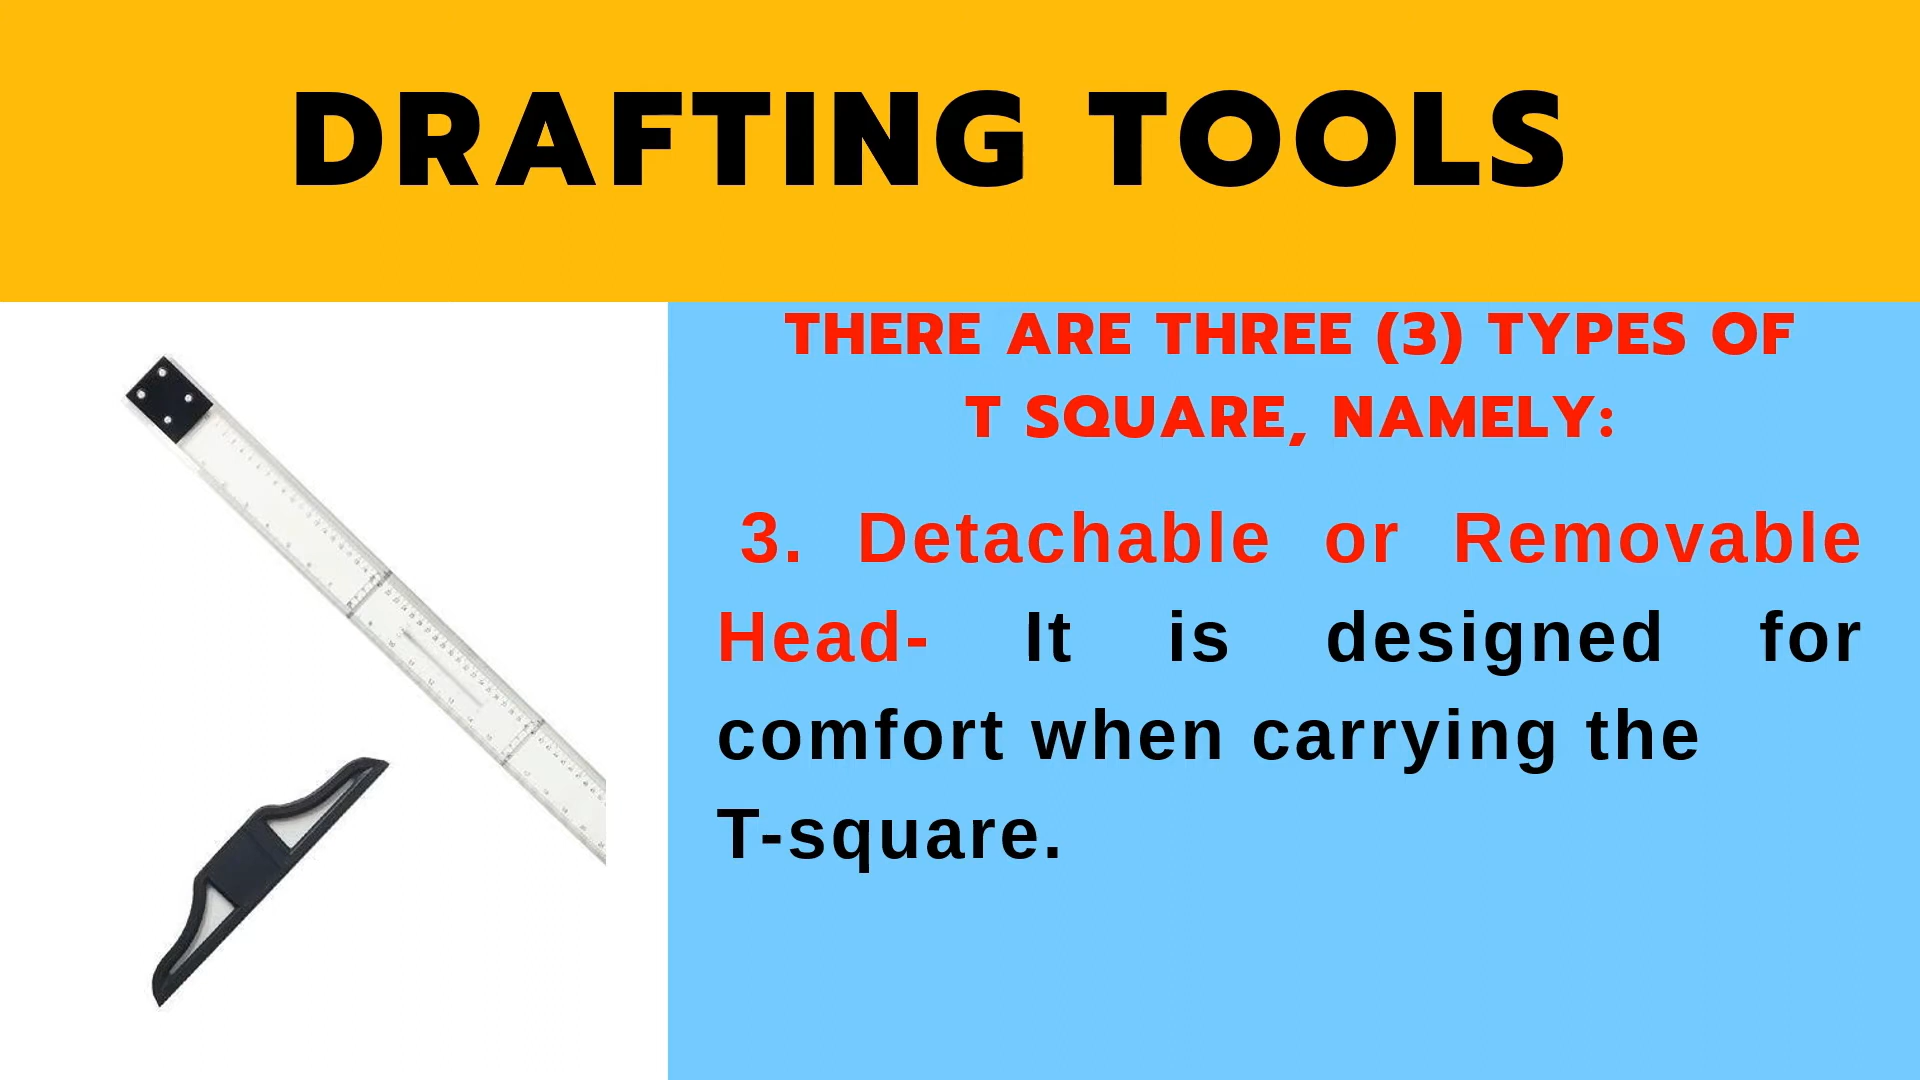 DRAFTING TOOLS
THERE ARE THREE (3) TYPES OF
T SQUARE, NAMELY:
3. Detachable or Removable
Head- It is designed for
comfort when carrying the
T-square.